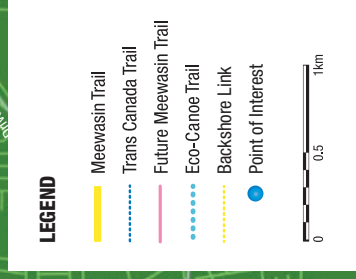 LEGEND
Meewasin Trail
Trans Canada Trail
Future Meewasin Trail
Eco-Canoe Trail
Backshore Link
Point of Interest
0 0.5 1km